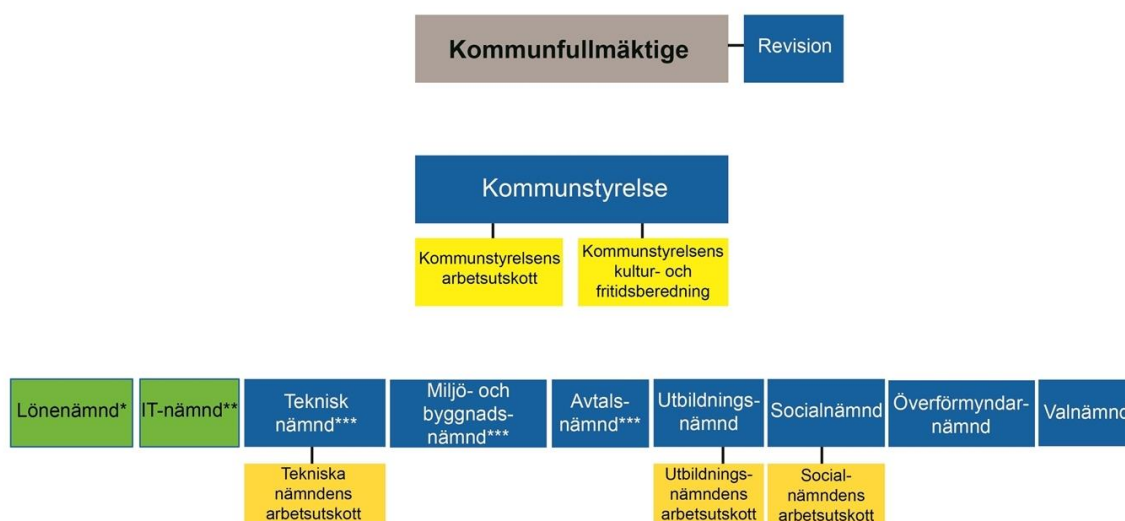 Kommunfullmäktige
Revision
Kommunstyrelse
Kommunstyrelsens
arbetsutskott
Kommunstyrelsens
kultur- och
fritidsberedning
Lönenämnd*
IT-nämnd**
Teknisk
nämnd***
Miljö- och
byggnads-
nämnd***
Avtals-
nämnd***
Utbildnings-
nämnd
Socialnämnd
Överförmyndar-
nämnd
Valnämnd
Tekniska
nämndens
arbetsutskott
Utbildnings-
nämndens
arbetsutskott
Social-
nämndens
arbetsutskott